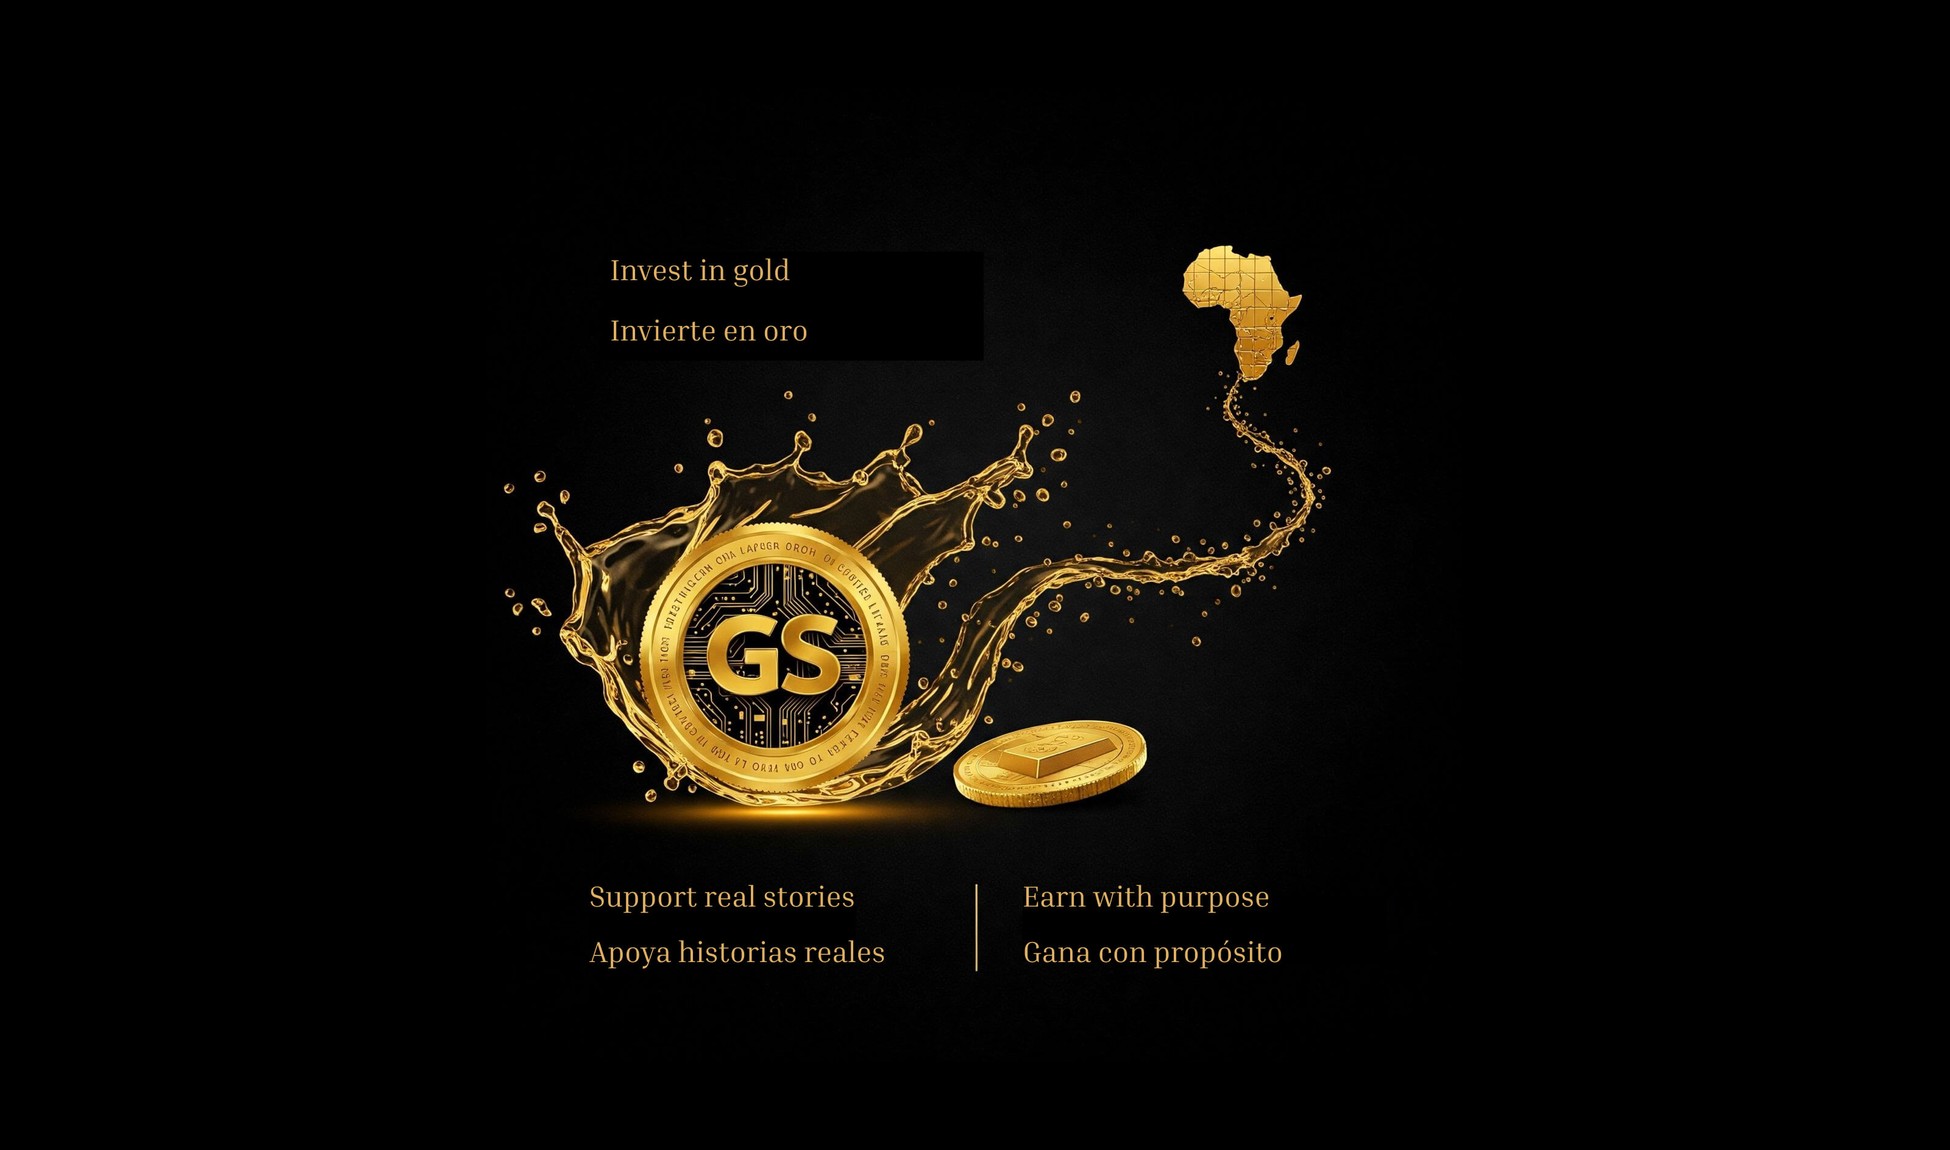 Invest in gold
Invierte en oro
GS
Support real stories
Apoya historias reales
Earn with purpose
Gana con propósito